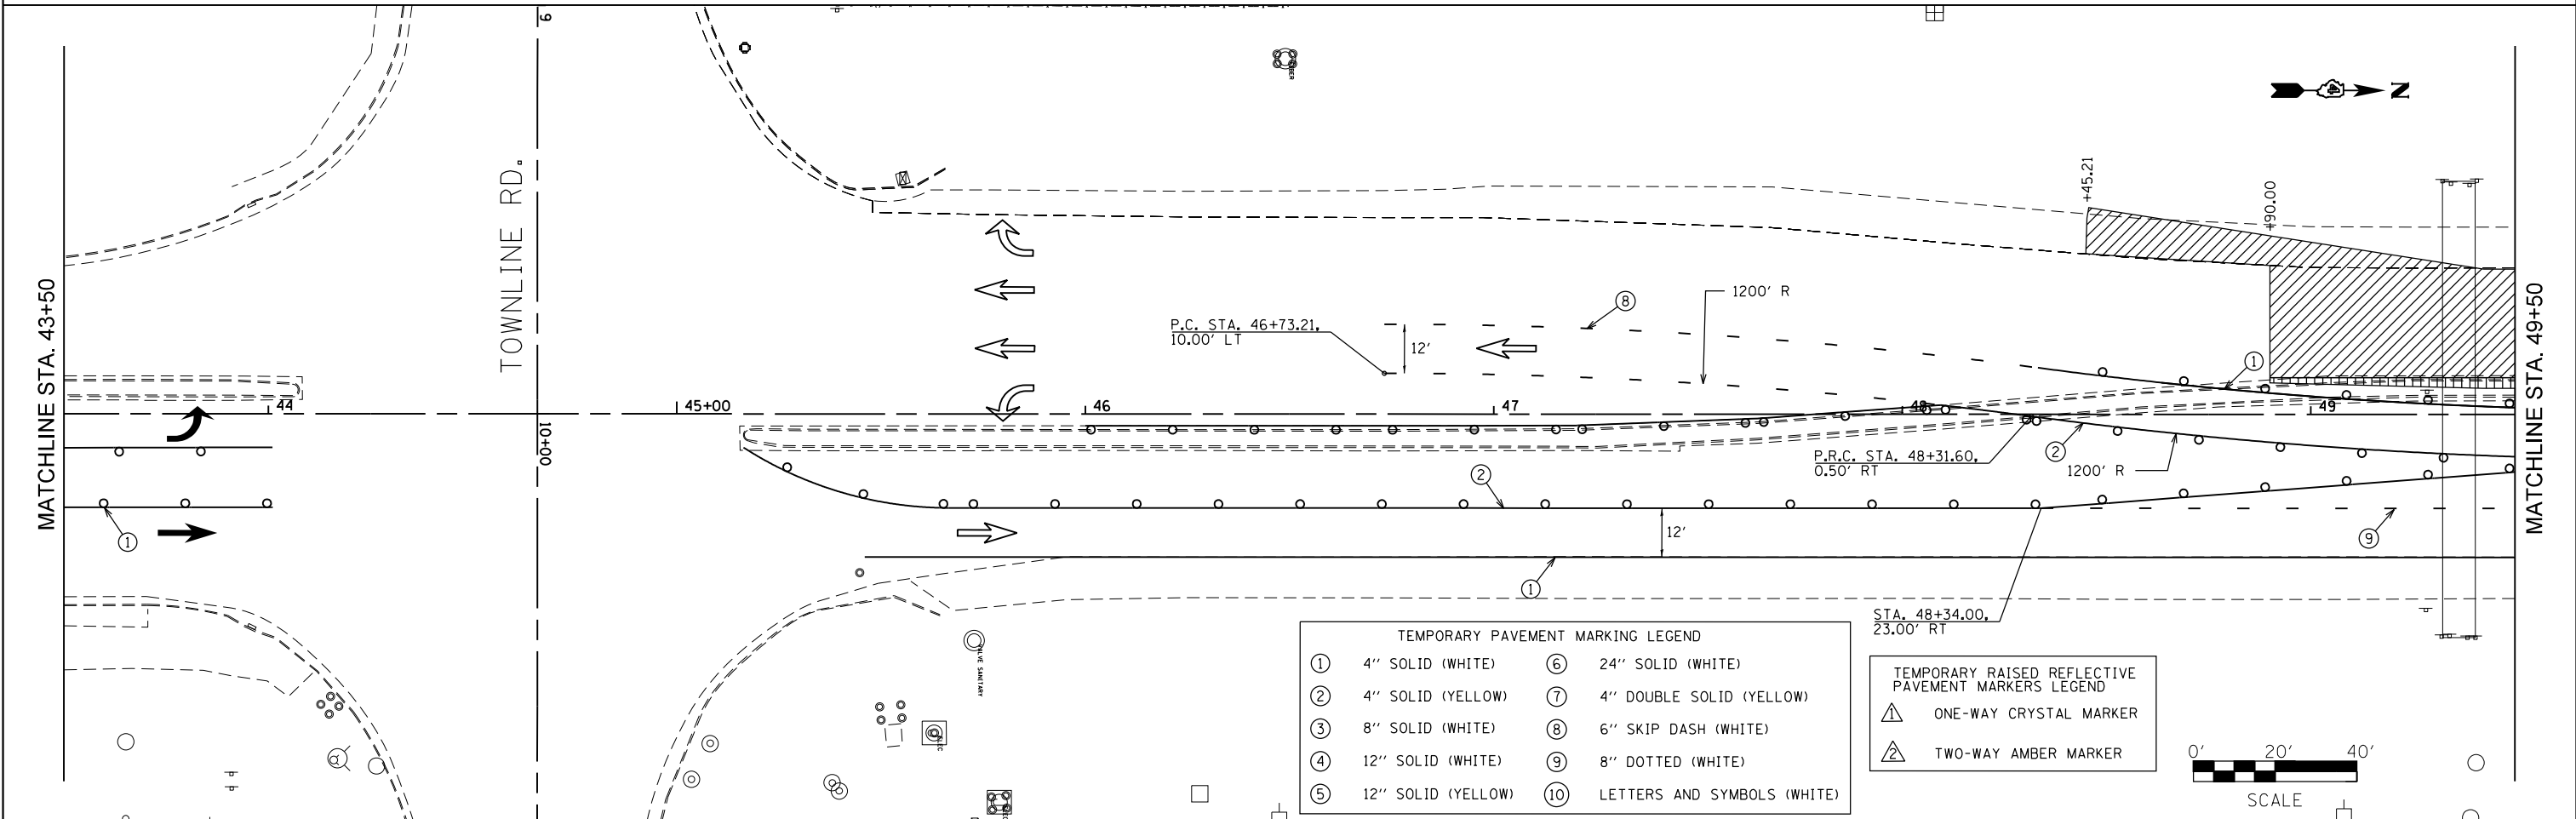 9
TOWNLINE RD.
10+00
MATCHLINE STA. 43+50
MATCHLINE STA. 49+50
N
+45.21
+90.00
44
45+00
46
47
48
49
P.C. STA. 46+73.21,
10.00' LT
12'
8
1200' R
1
P.R.C. STA. 48+31.60,
0.50' RT
2
1200' R
2
12'
1
1
9
STA. 48+34.00,
23.00' RT
VALVE SANITARY
TEMPORARY PAVEMENT MARKING LEGEND
1 4'' SOLID (WHITE)
2 4'' SOLID (YELLOW)
3 8'' SOLID (WHITE)
4 12'' SOLID (WHITE)
5 12'' SOLID (YELLOW)
6 24'' SOLID (WHITE)
7 4'' DOUBLE SOLID (YELLOW)
8 6'' SKIP DASH (WHITE)
9 8'' DOTTED (WHITE)
10 LETTERS AND SYMBOLS (WHITE)
TEMPORARY RAISED REFLECTIVE
PAVEMENT MARKERS LEGEND
1 ONE-WAY CRYSTAL MARKER
2 TWO-WAY AMBER MARKER
0' 20' 40'
SCALE